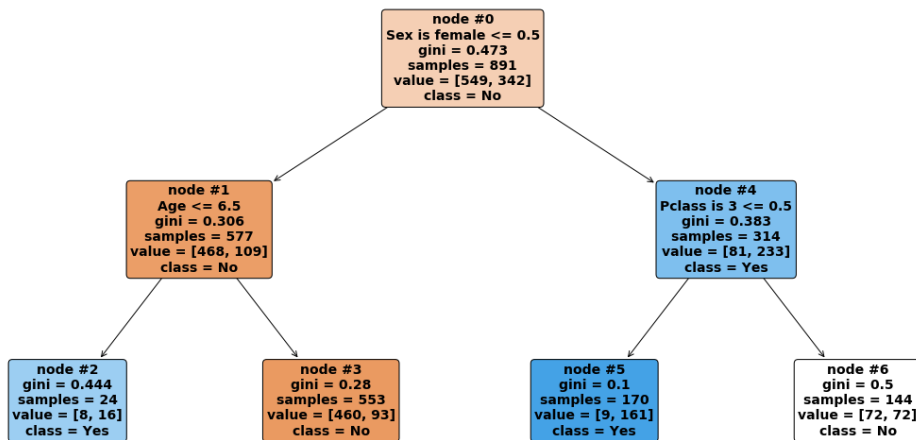 node #0
Sex is female <= 0.5
gini = 0.473
samples = 891
value = [549, 342]
class = No
node #1
Age <= 6.5
gini = 0.306
samples = 577
value = [468, 109]
class = No
node #4
Pclass is 3 <= 0.5
gini = 0.383
samples = 314
value = [81, 233]
class = Yes
node #2
gini = 0.444
samples = 24
value = [8, 16]
class = Yes
node #3
gini = 0.28
samples = 553
value = [460, 93]
class = No
node #5
gini = 0.1
samples = 170
value = [9, 161]
class = Yes
node #6
gini = 0.5
samples = 144
value = [72, 72]
class = No